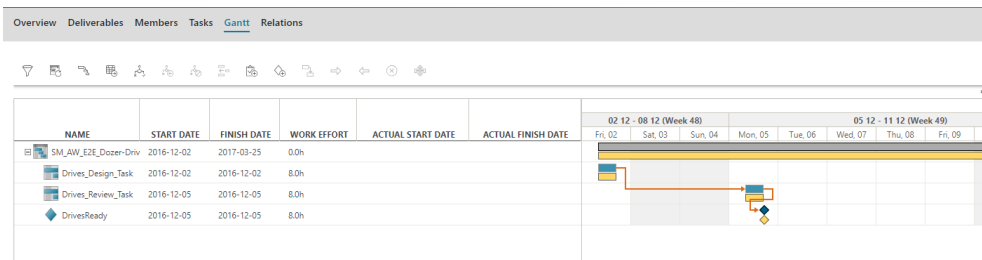 Overview Deliverables Members Tasks Gantt Relations
02 12 - 08 12 (Week 48) 05 12 - 11 12 (Week 49)
NAME START DATE FINISH DATE WORK EFFORT ACTUAL START DATE ACTUAL FINISH DATE Fri, 02 Sat, 03 Sun, 04 Mon, 05 Tue, 06 Wed, 07 Thu, 08 Fri, 09
SM_AW_E2E_Dozer-Driv 2016-12-02 2017-03-25 0.0h
Drives_Design_Task 2016-12-02 2016-12-02 8.0h
Drives_Review_Task 2016-12-05 2016-12-05 8.0h
DrivesReady 2016-12-05 2016-12-05 8.0h